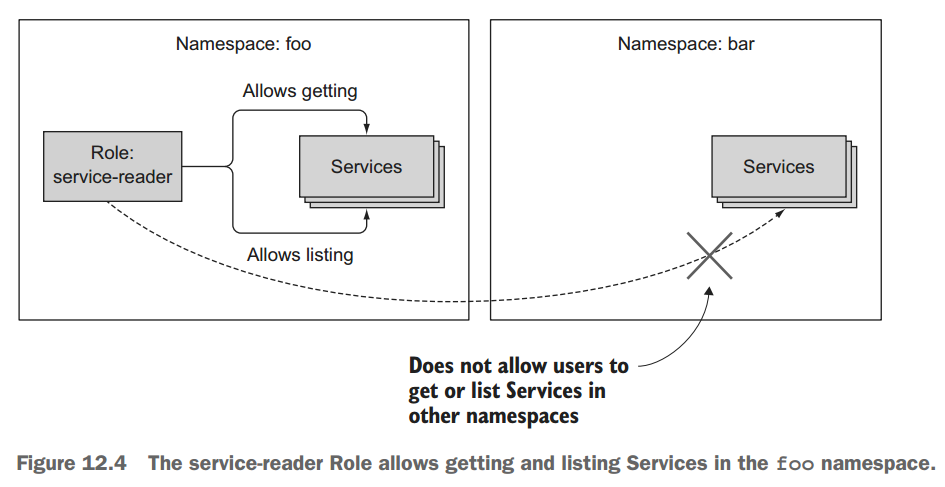 Namespace: foo
Namespace: bar
Allows getting
Role:
service-reader
Services
Services
Allows listing
Does not allow users to
get or list Services in
other namespaces
Figure 12.4 The service-reader Role allows getting and listing Services in the foo namespace.